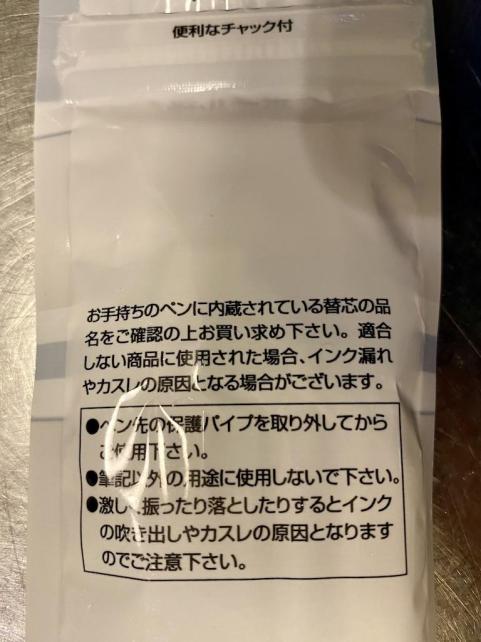 便利なチャック付
お手持ちのペンに内蔵されている替芯の品
名をご確認の上お買い求め下さい。適合
しない商品に使用された場合、インク漏れ
やカスレの原因となる場合がございます。
●ペン先の保護パイプを取り外してから
ご使用下さい。
●筆記以外の用途に使用しないで下さい。
●激しく振ったり落としたりするとインク
の吹き出しやカスレの原因となります
のでご注意下さい。